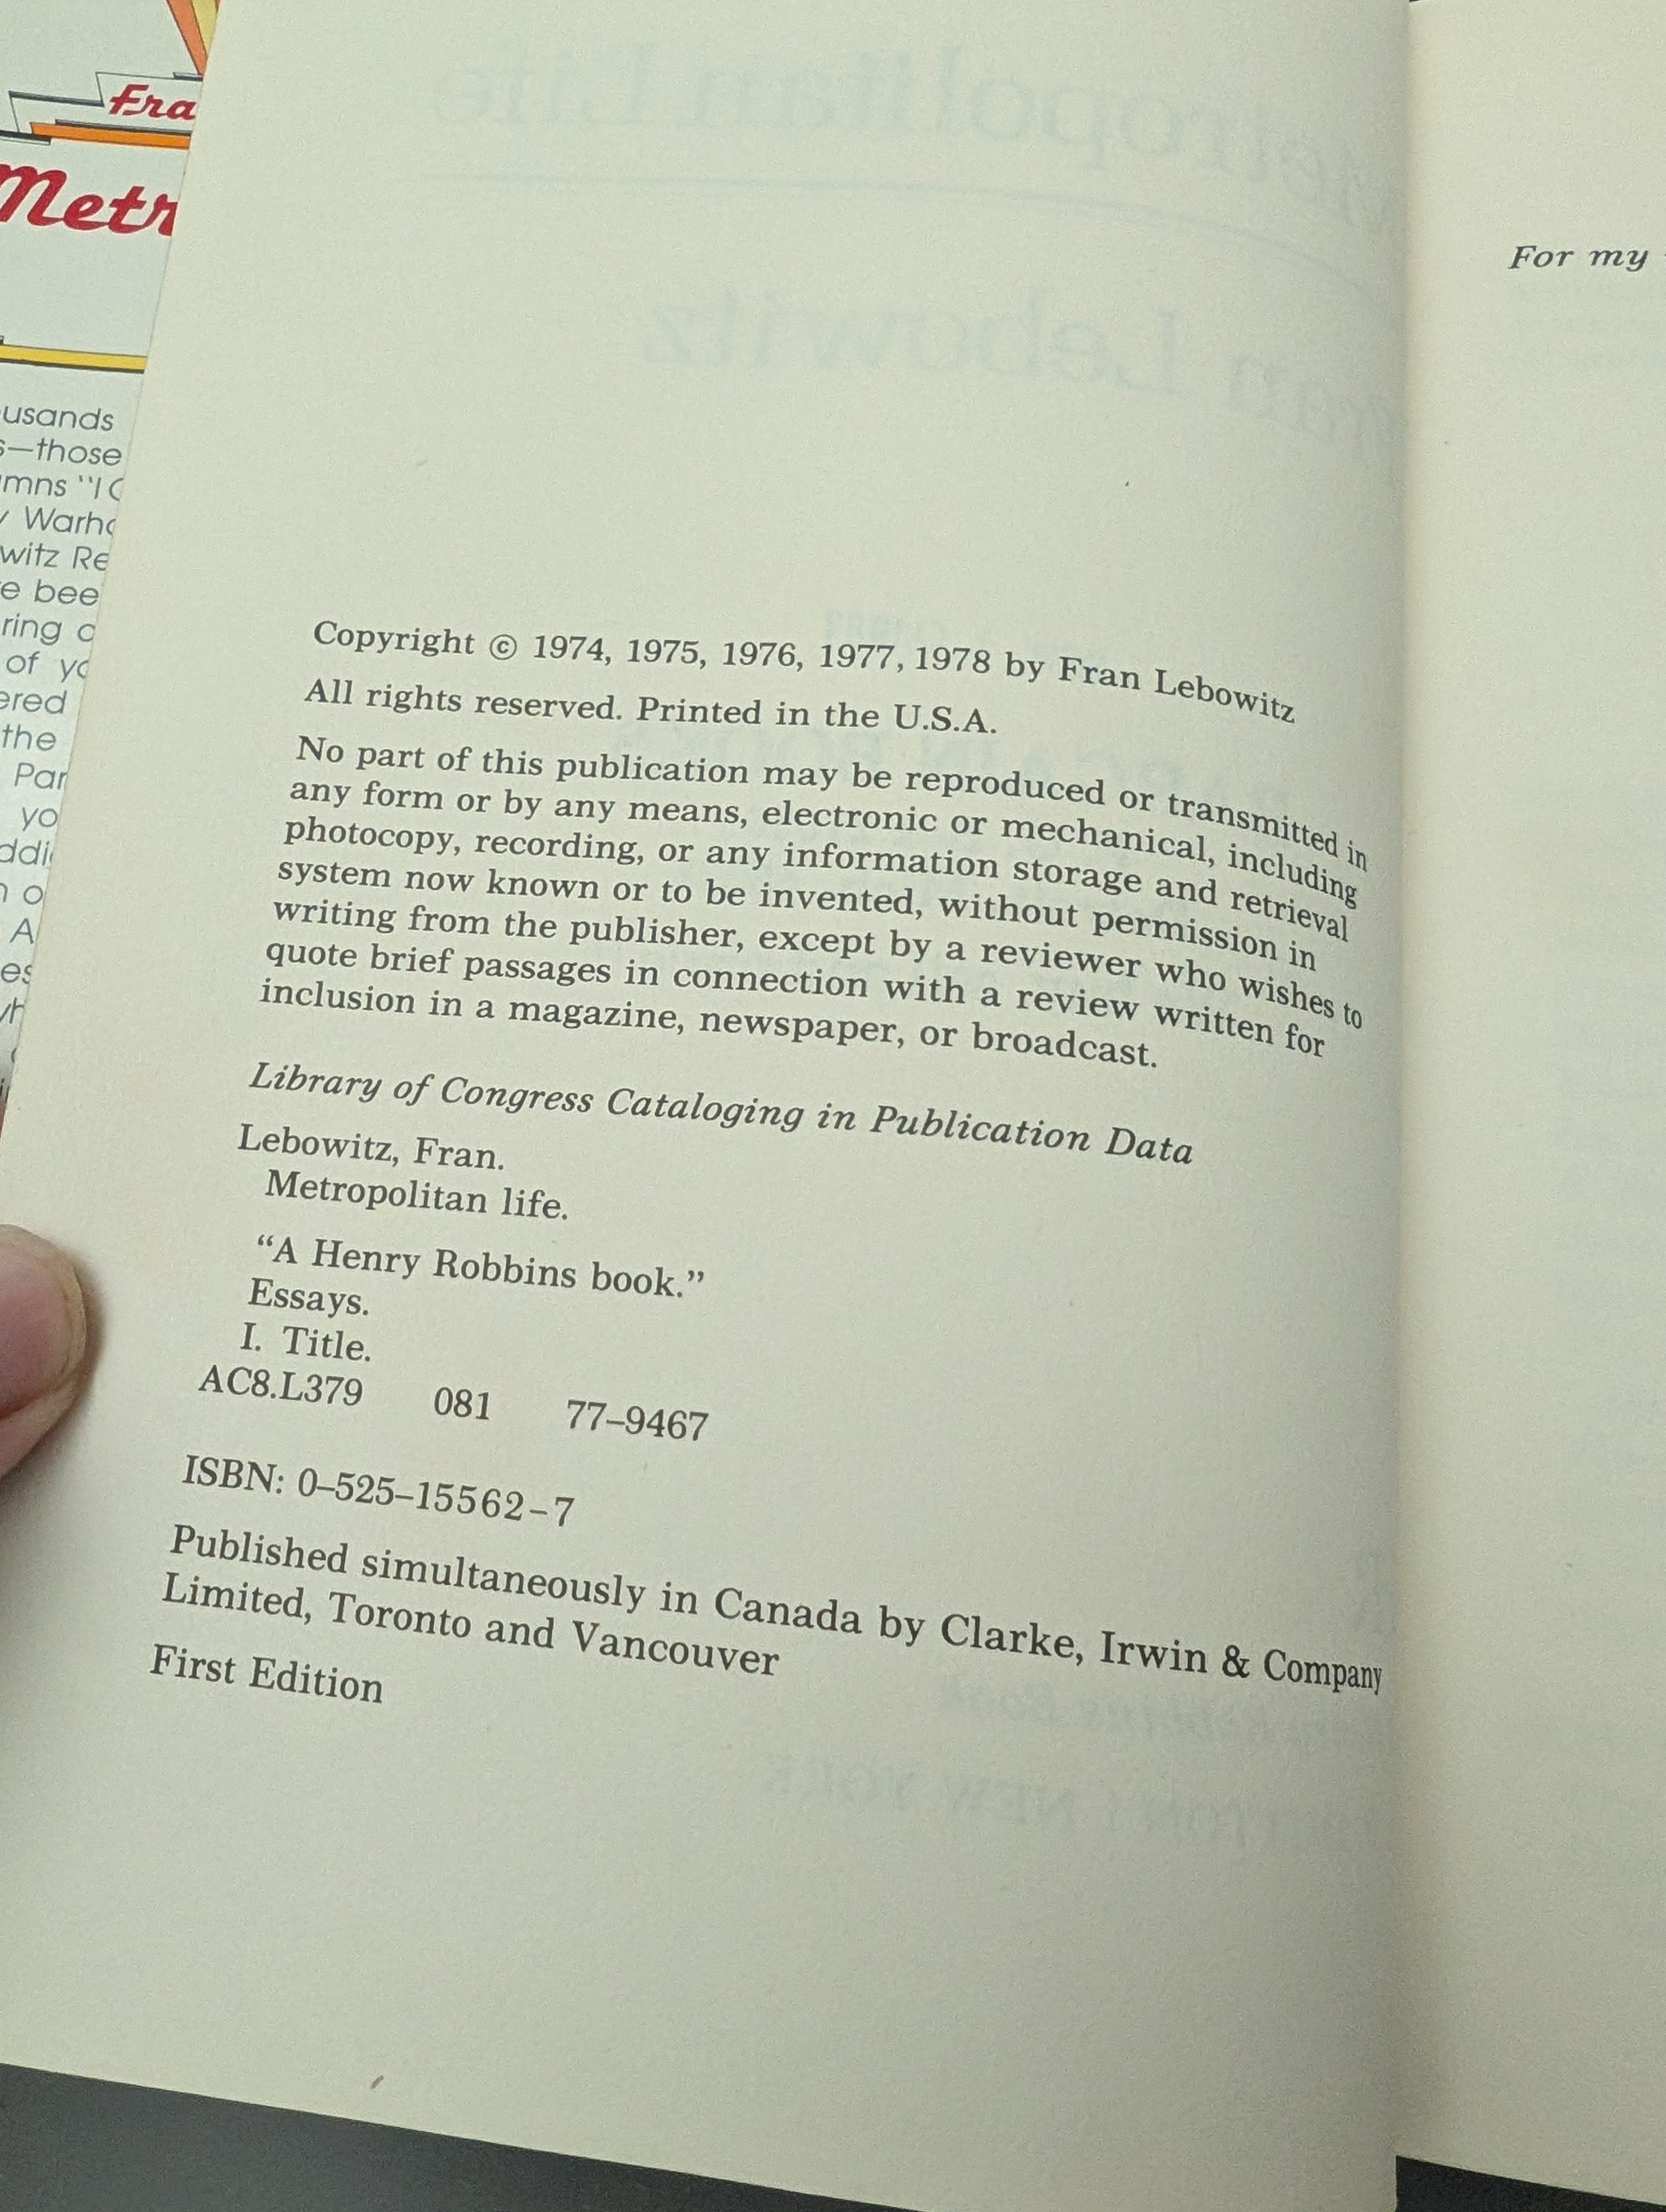 Fra
Metr
usands
—those
mns "I C
Warho
witz Re
e bee
ring
of yo
ered
the
Par
yo
ddi
A
es
Copyright © 1974, 1975, 1976, 1977, 1978 by Fran Lebowitz
All rights reserved. Printed in the U.S.A.
No part of this publication may be reproduced or transmitted in
any form or by any means, electronic or mechanical, including
photocopy, recording, or any information storage and retrieval
system now known or to be invented, without permission in
writing from the publisher, except by a reviewer who wishes to
quote brief passages in connection with a review written for
inclusion in a magazine, newspaper, or broadcast.
Library of Congress Cataloging in Publication Data
Lebowitz, Fran.
Metropolitan life.
“A Henry Robbins book.”
Essays.
I. Title.
AC8.L379 081 77–9467
ISBN: 0–525–15562–7
Published simultaneously in Canada by Clarke, Irwin & Company
Limited, Toronto and Vancouver
First Edition
For my